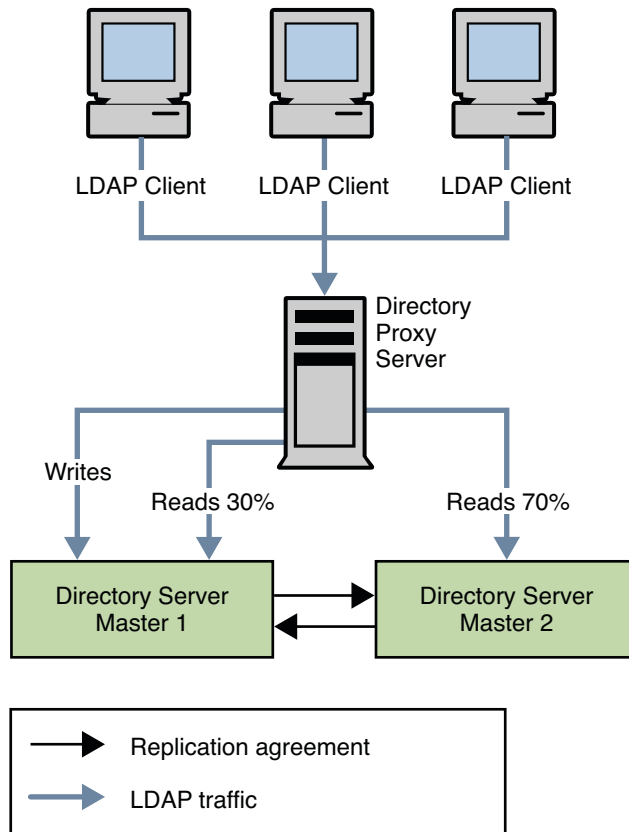 LDAP Client
LDAP Client
LDAP Client
Directory
Proxy
Server
Writes
Reads 30%
Reads 70%
Directory Server
Master 1
Directory Server
Master 2
Replication agreement
LDAP traffic